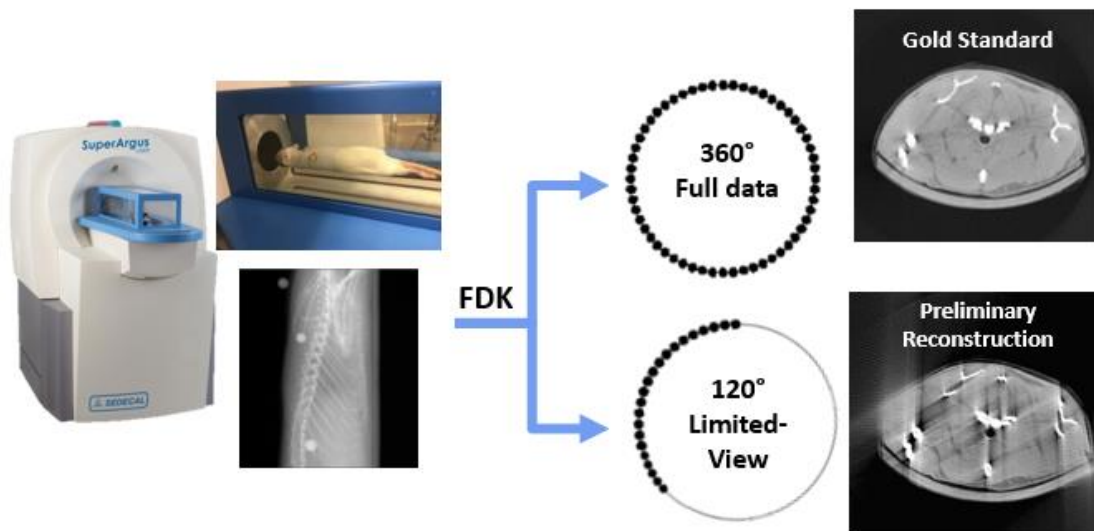 SuperArgus
SEDECAL
FDK
360°
Full data
Gold Standard
120°
Limited-
View
Preliminary
Reconstruction